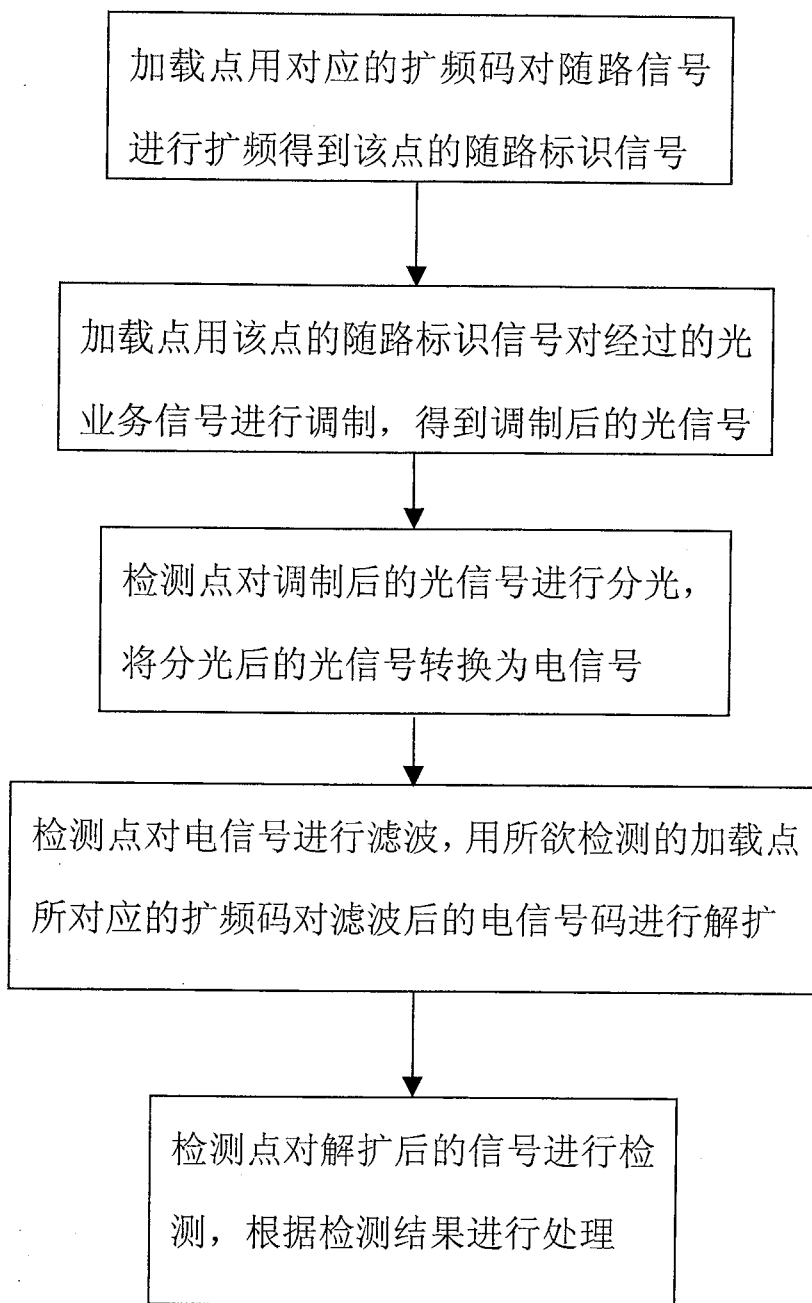 加载点用对应的扩频码对随路信号
进行扩频得到该点的随路标识信号
加载点用该点的随路标识信号对经过的光
业务信号进行调制，得到调制后的光信号
检测点对调制后的光信号进行分光，
将分光后的光信号转换为电信号
检测点对电信号进行滤波，用所欲检测的加载点
所对应的扩频码对滤波后的电信号码进行解扩
检测点对解扩后的信号进行检
测，根据检测结果进行处理